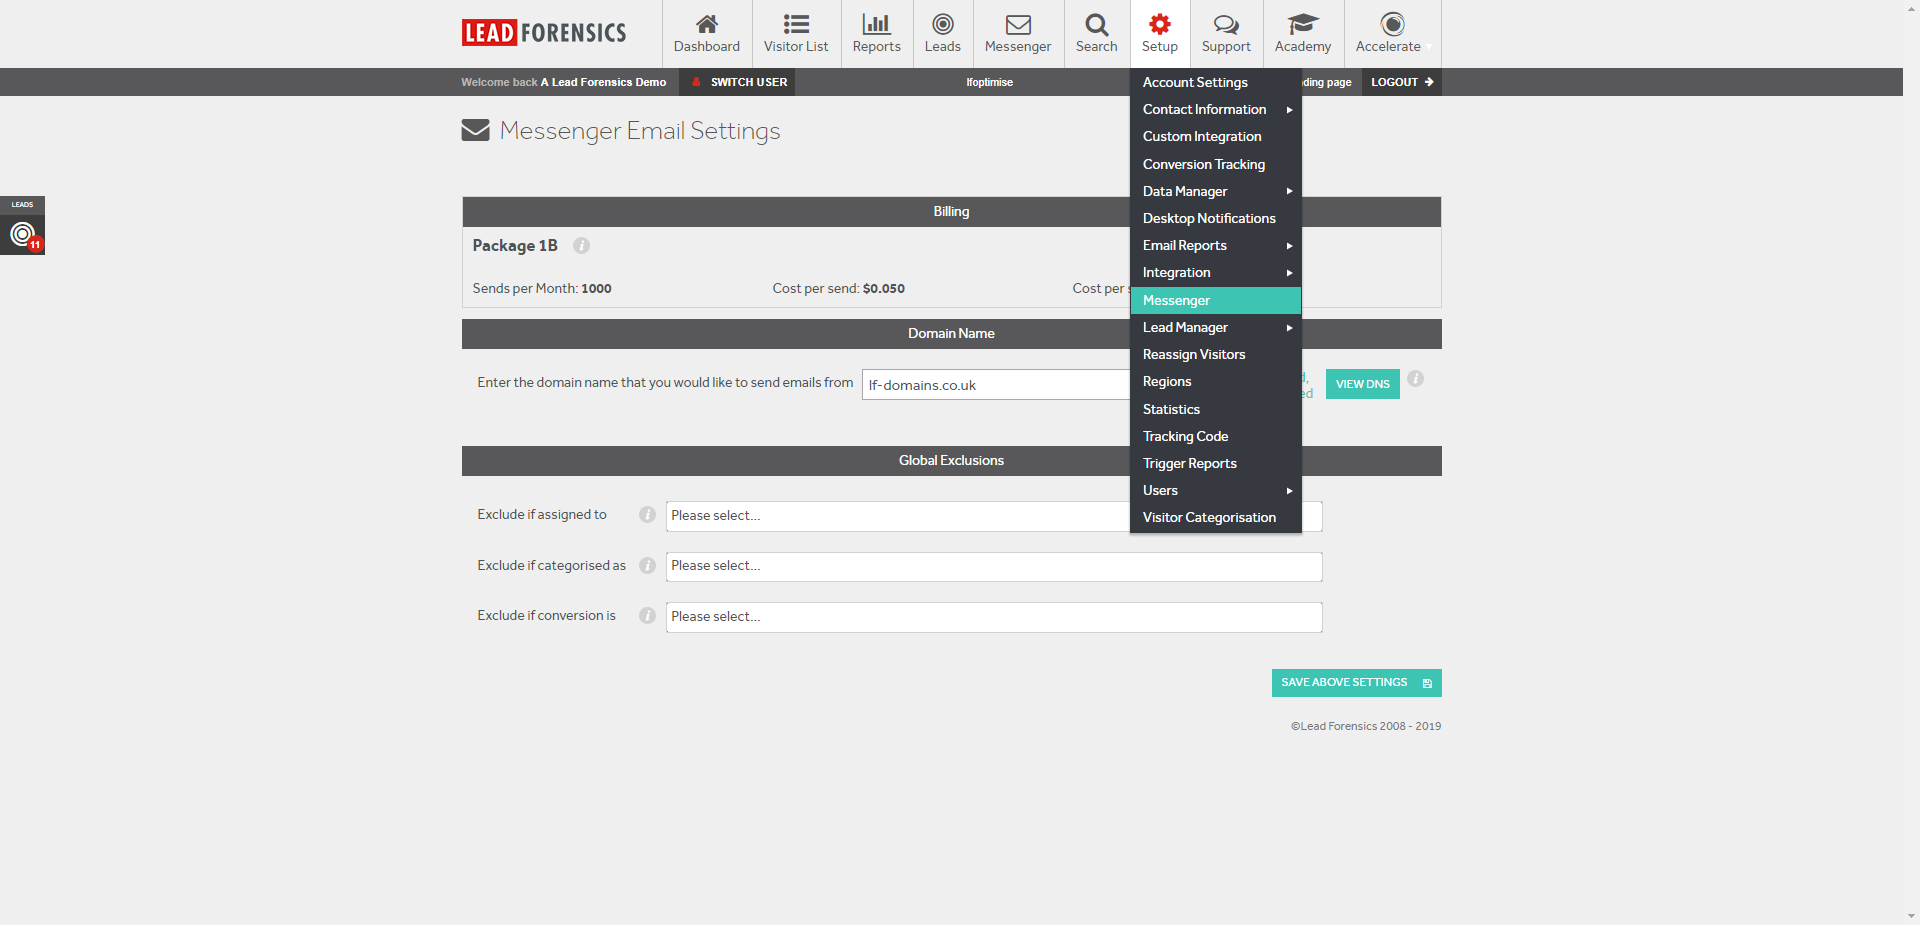 LEAD FORENSICS
Dashboard
Visitor List
Reports
Leads
Messenger
Search
Setup
Support
Academy
Accelerate
Welcome back A Lead Forensics Demo
SWITCH USER
lfoptimise
ding page
LOGOUT
Account Settings
Contact Information
Custom Integration
Conversion Tracking
Data Manager
Desktop Notifications
Email Reports
Integration
Messenger
Lead Manager
Reassign Visitors
Regions
Statistics
Tracking Code
Trigger Reports
Users
Visitor Categorisation
Messenger Email Settings
LEADS
11
Billing
Package 1B
Sends per Month: 1000
Cost per send: $0.050
Cost per s
Domain Name
Enter the domain name that you would like to send emails from
lf-domains.co.uk
d,
ed
VIEW DNS
Global Exclusions
Exclude if assigned to
Please select...
Exclude if categorised as
Please select...
Exclude if conversion is
Please select...
SAVE ABOVE SETTINGS
©Lead Forensics 2008 - 2019